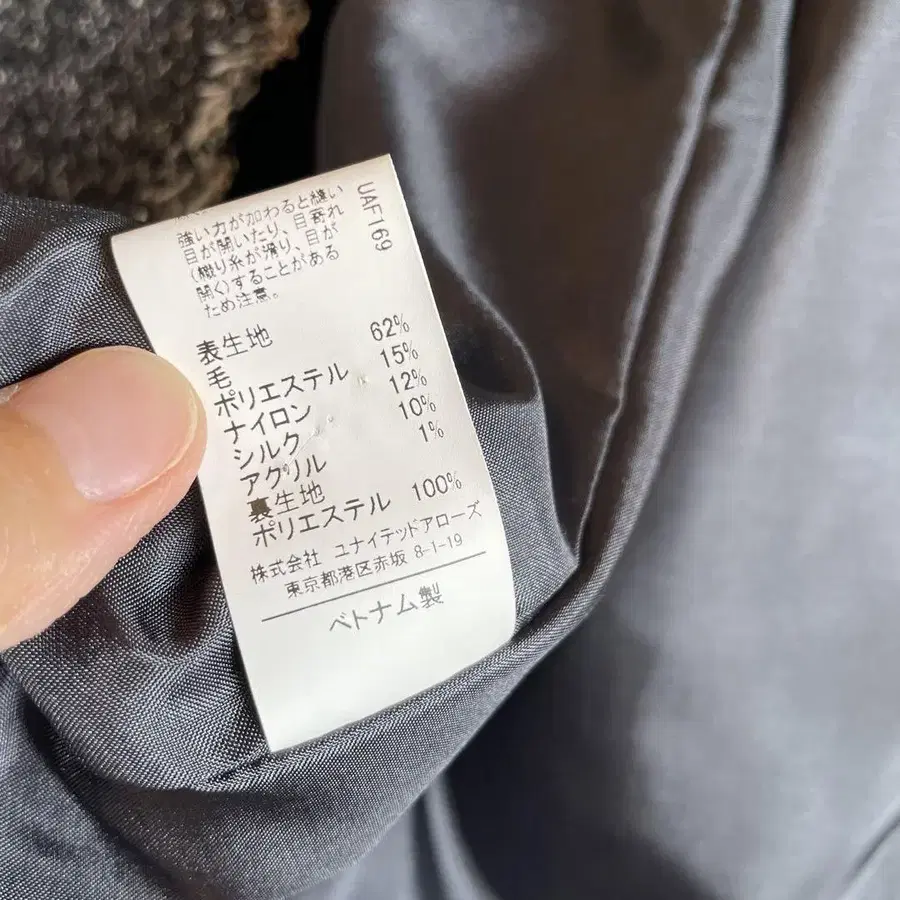 強い力が加わると縫い
目が開いたり、目寄れ
(織り糸が滑り、目が
開く)することがある
ため注意。
UAF169
表生地
毛 62%
ポリエステル 15%
ナイロン 12%
シルク 10%
アクリル 1%
裏生地
ポリエステル 100%
株式会社 ユナイテッドアローズ
東京都港区赤坂 8-1-19
ベトナム製